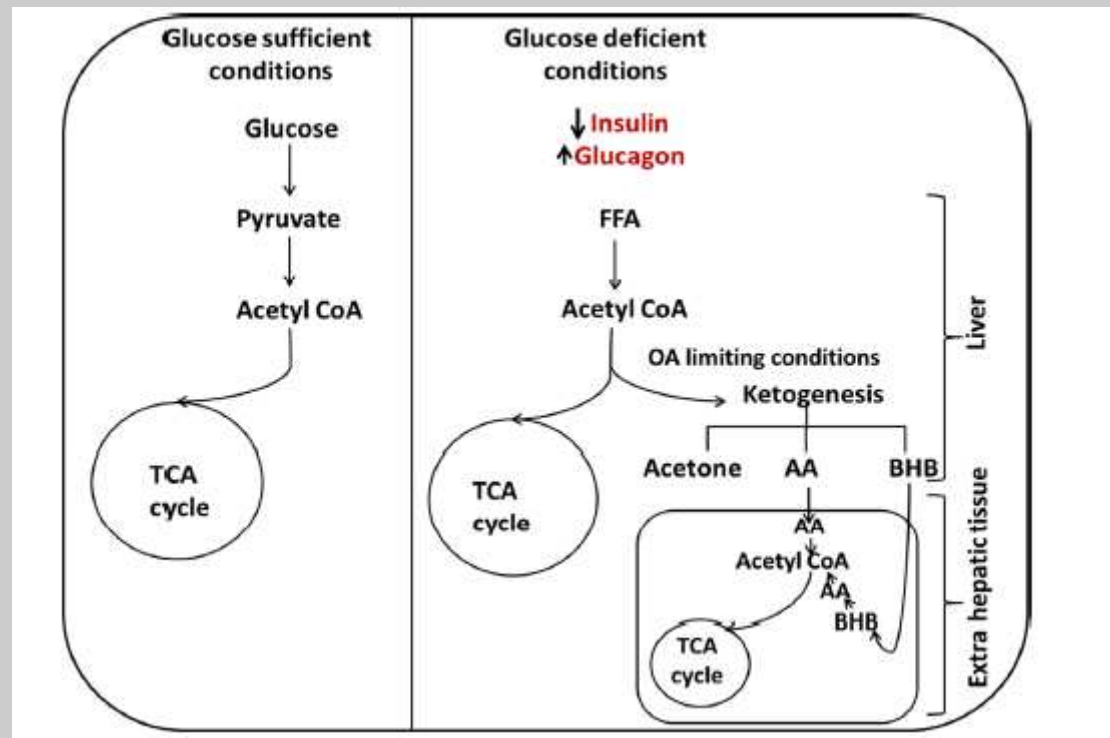 Glucose sufficient
conditions
Glucose
Pyruvate
Acetyl CoA
TCA
cycle
Glucose deficient
conditions
Insulin
Glucagon
FFA
Acetyl CoA
OA limiting conditions
Ketogenesis
Acetone AA BHB
TCA
cycle
AA
Acetyl CoA
AA
BHB
TCA
cycle
Liver
Extra hepatic tissue